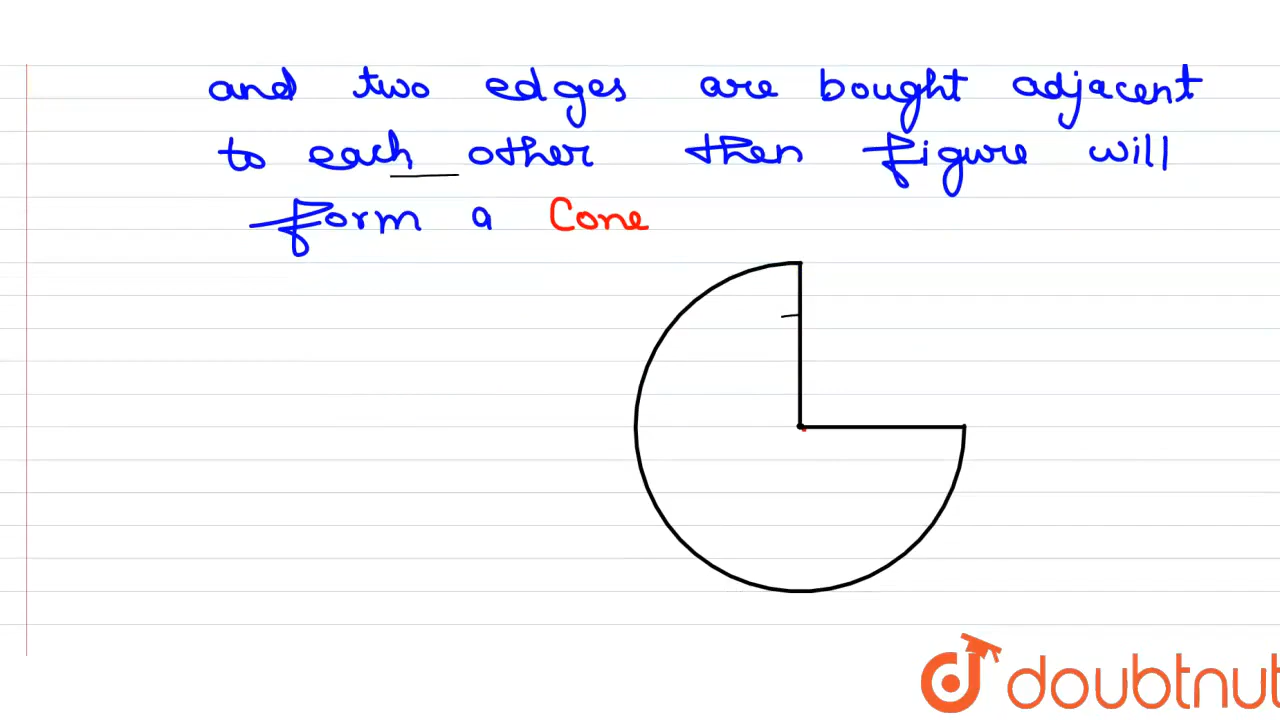 and two edges are bought adjacent
to each other then figure will
form a Cone
doubtnut